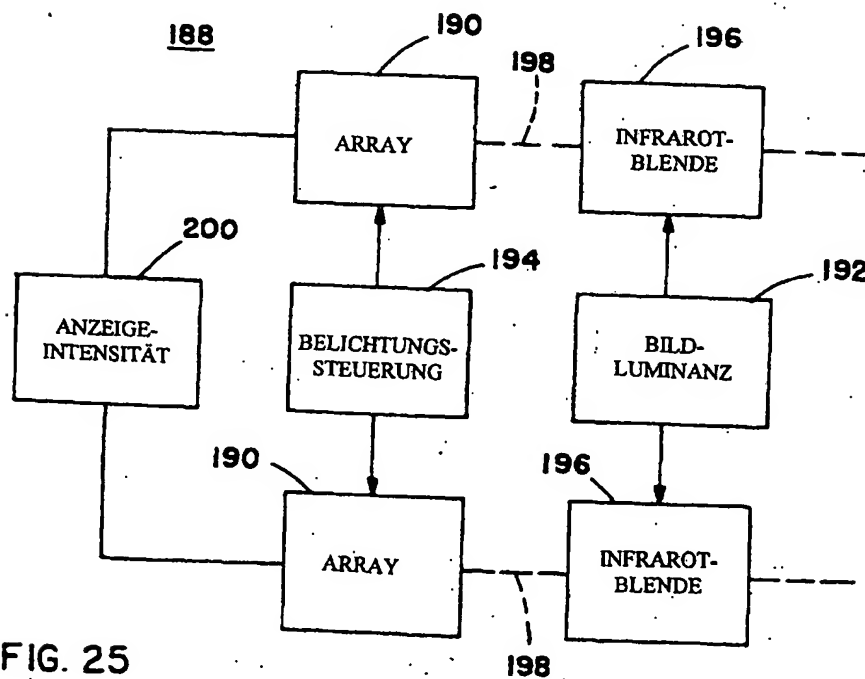 188
190
198
196
ARRAY
INFRAROT-
BLENDE
200
194
192
ANZEIGE-
INTENSITÄT
BELICHTUNGS-
STEUERUNG
BILD-
LUMINANZ
190
196
ARRAY
INFRAROT-
BLENDE
198
FIG. 25